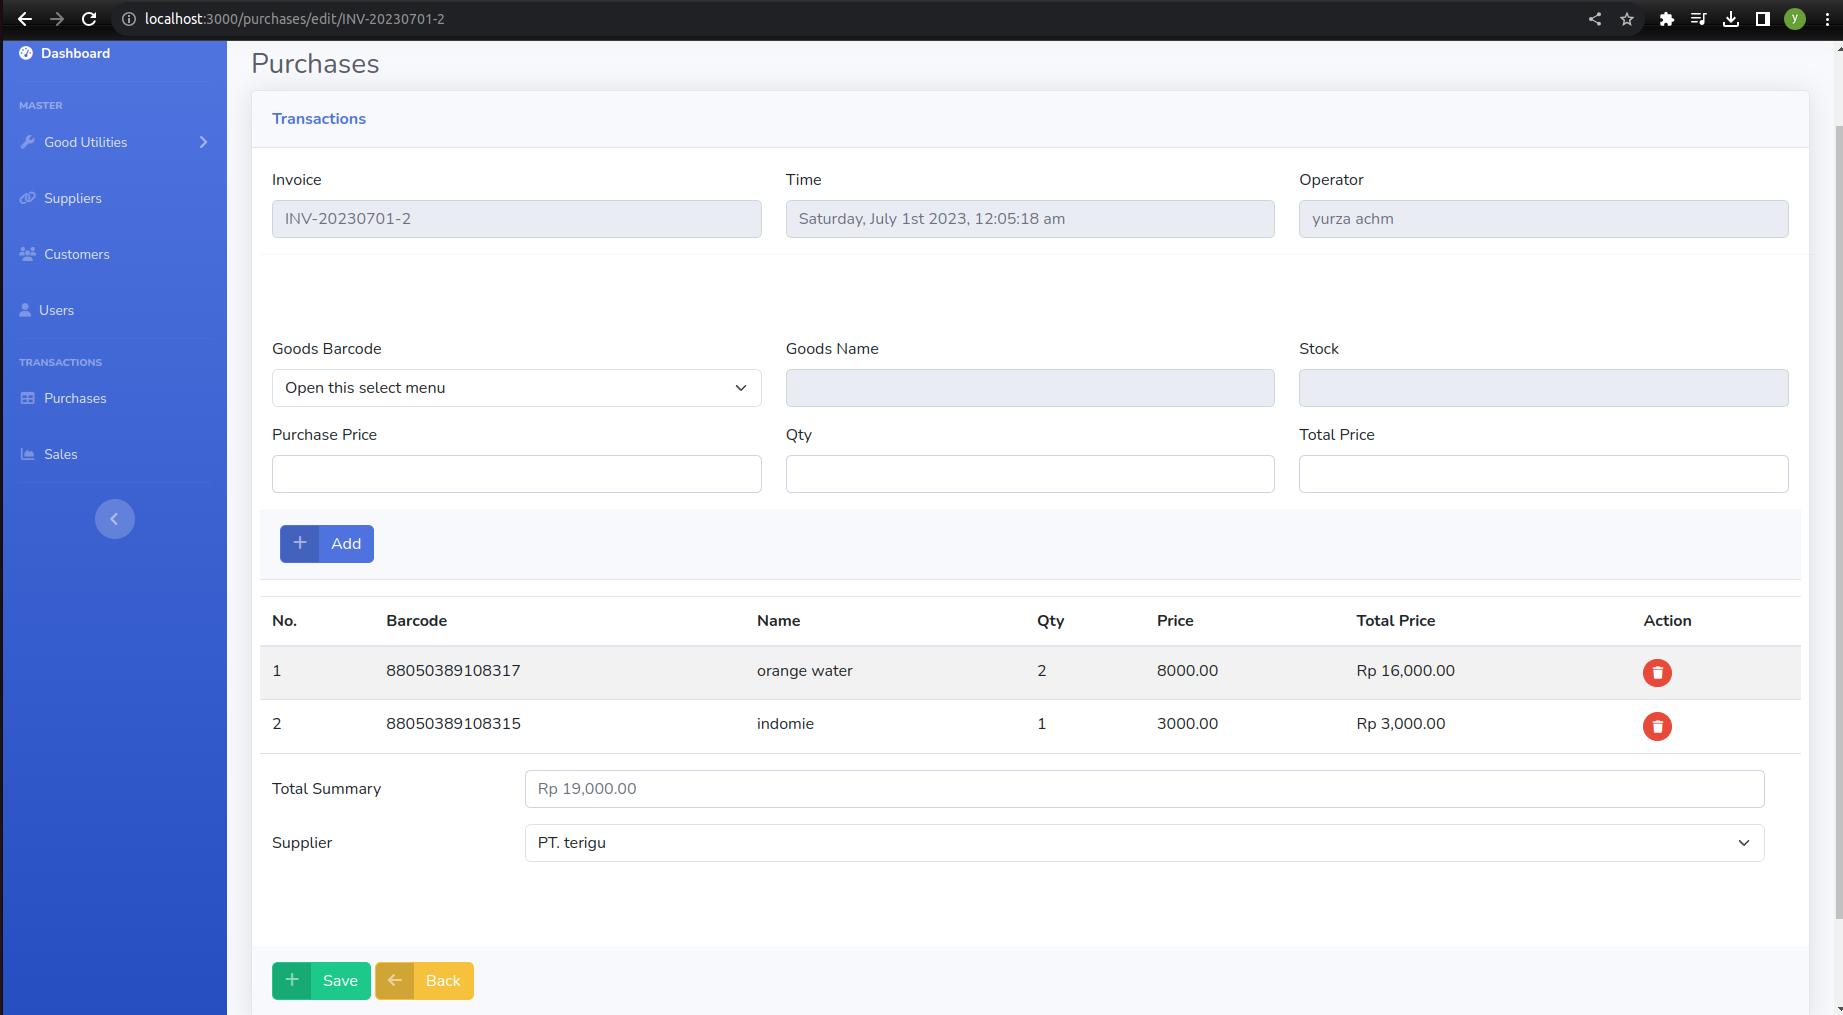 localhost:3000/purchases/edit/INV-20230701-2
y
Dashboard
MASTER
Good Utilities
Suppliers
Customers
Users
TRANSACTIONS
Purchases
Sales
Purchases
Transactions
Invoice Time Operator
INV-20230701-2 Saturday, July 1st 2023, 12:05:18 am yurza achm
Goods Barcode Goods Name Stock
Open this select menu
Purchase Price Qty Total Price
Add
No. Barcode Name Qty Price Total Price Action
1 88050389108317 orange water 2 8000.00 Rp 16,000.00
2 88050389108315 indomie 1 3000.00 Rp 3,000.00
Total Summary Rp 19,000.00
Supplier PT. terigu
Save Back